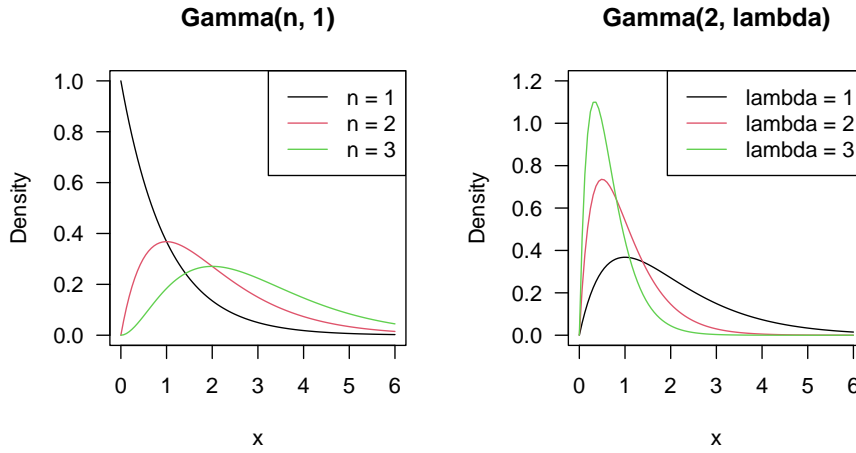 Gamma(n, 1)
Density
1.0
0.8
0.6
0.4
0.2
0.0
n = 1
n = 2
n = 3
0 1 2 3 4 5 6
x
Gamma(2, lambda)
Density
1.2
1.0
0.8
0.6
0.4
0.2
0.0
lambda = 1
lambda = 2
lambda = 3
0 1 2 3 4 5 6
x